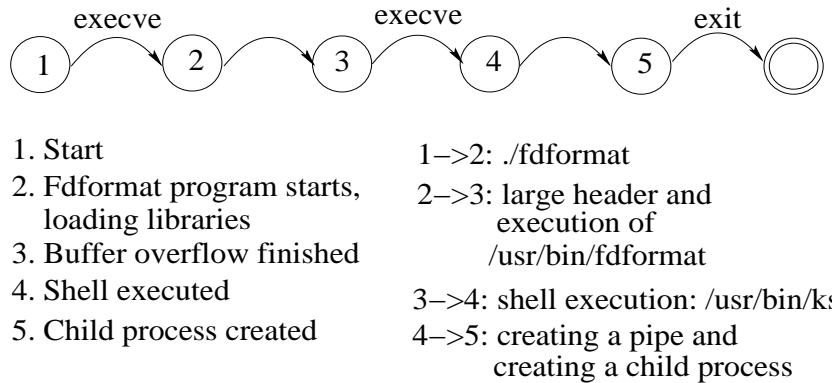 execve execve exit
1 2 3 4 5
1. Start
2. Fdformat program starts,
loading libraries
3. Buffer overflow finished
4. Shell executed
5. Child process created
1–>2: ./fdformat
2–>3: large header and
execution of
/usr/bin/fdformat
3–>4: shell execution: /usr/bin/ks
4–>5: creating a pipe and
creating a child process